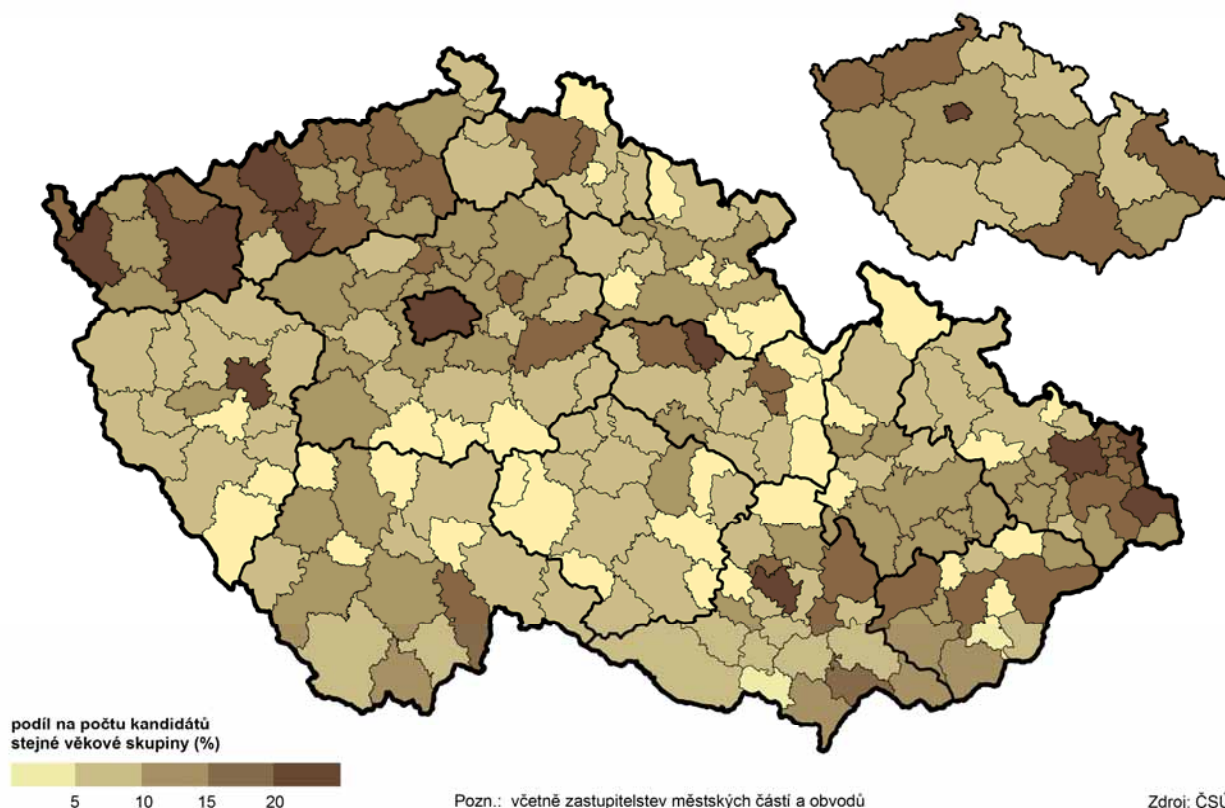 podíl na počtu kandidátů
stejné věkové skupiny (%)
5 10 15 20
Pozn.: včetně zastupitelstev městských částí a obvodů
Zdroj: ČSÚ